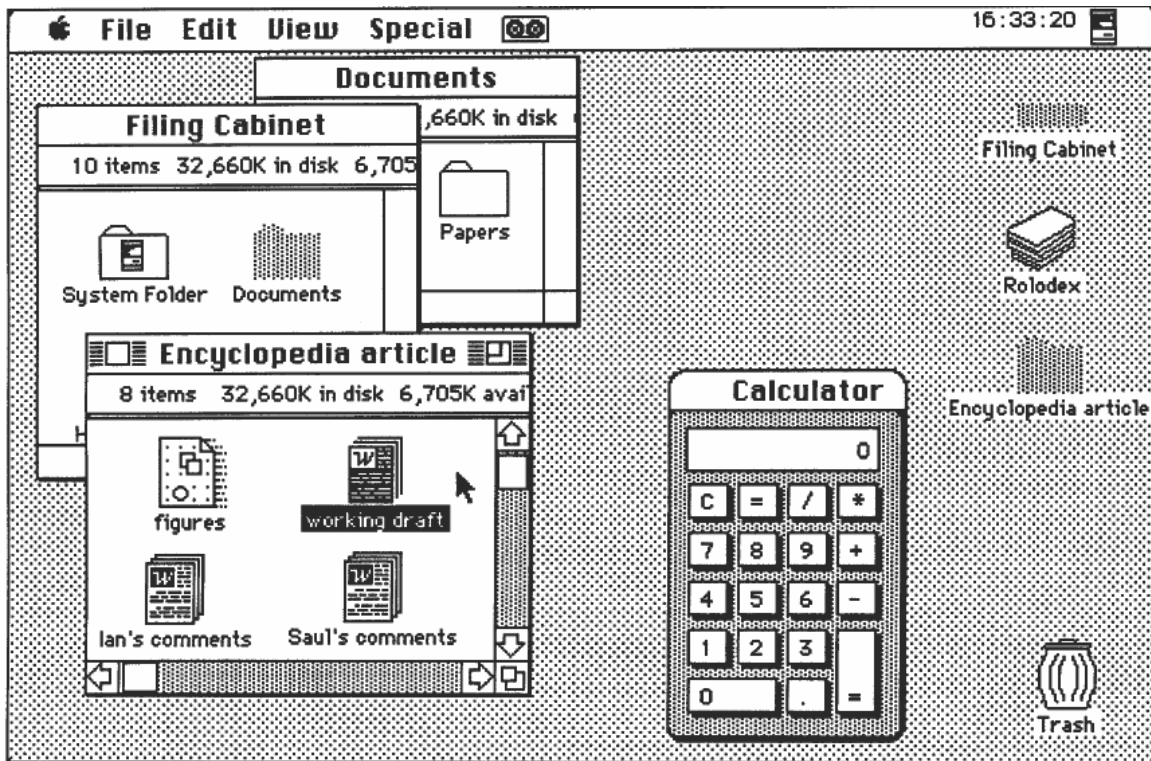 File Edit View Special
16:33:20
Documents
,660K in disk
Papers
Filing Cabinet
10 items 32,660K in disk 6,705
System Folder Documents
Encyclopedia article
8 items 32,660K in disk 6,705K avai
figures
working draft
Ian's comments
Saul's comments
Calculator
0
C = / *
7 8 9 +
4 5 6 -
1 2 3
0 . =
Filing Cabinet
Rolodex
Encyclopedia article
Trash